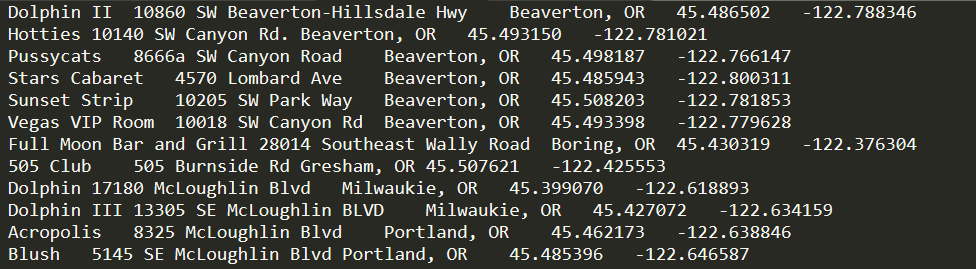 Dolphin II  10860 SW Beaverton-Hillsdale Hwy    Beaverton, OR   45.486502   -122.788346
Hotties 10140 SW Canyon Rd. Beaverton, OR   45.493150   -122.781021
Pussycats   8666a SW Canyon Road    Beaverton, OR   45.498187   -122.766147
Stars Cabaret   4570 Lombard Ave    Beaverton, OR   45.485943   -122.800311
Sunset Strip    10205 SW Park Way   Beaverton, OR   45.508203   -122.781853
Vegas VIP Room  10018 SW Canyon Rd  Beaverton, OR   45.493398   -122.779628
Full Moon Bar and Grill 28014 Southeast Wally Road  Boring, OR  45.430319   -122.376304
505 Club    505 Burnside Rd Gresham, OR 45.507621   -122.425553
Dolphin 17180 McLoughlin Blvd   Milwaukie, OR   45.399070   -122.618893
Dolphin III 13305 SE McLoughlin BLVD    Milwaukie, OR   45.427072   -122.634159
Acropolis   8325 McLoughlin Blvd    Portland, OR    45.462173   -122.638846
Blush   5145 SE McLoughlin Blvd Portland, OR    45.485396   -122.646587